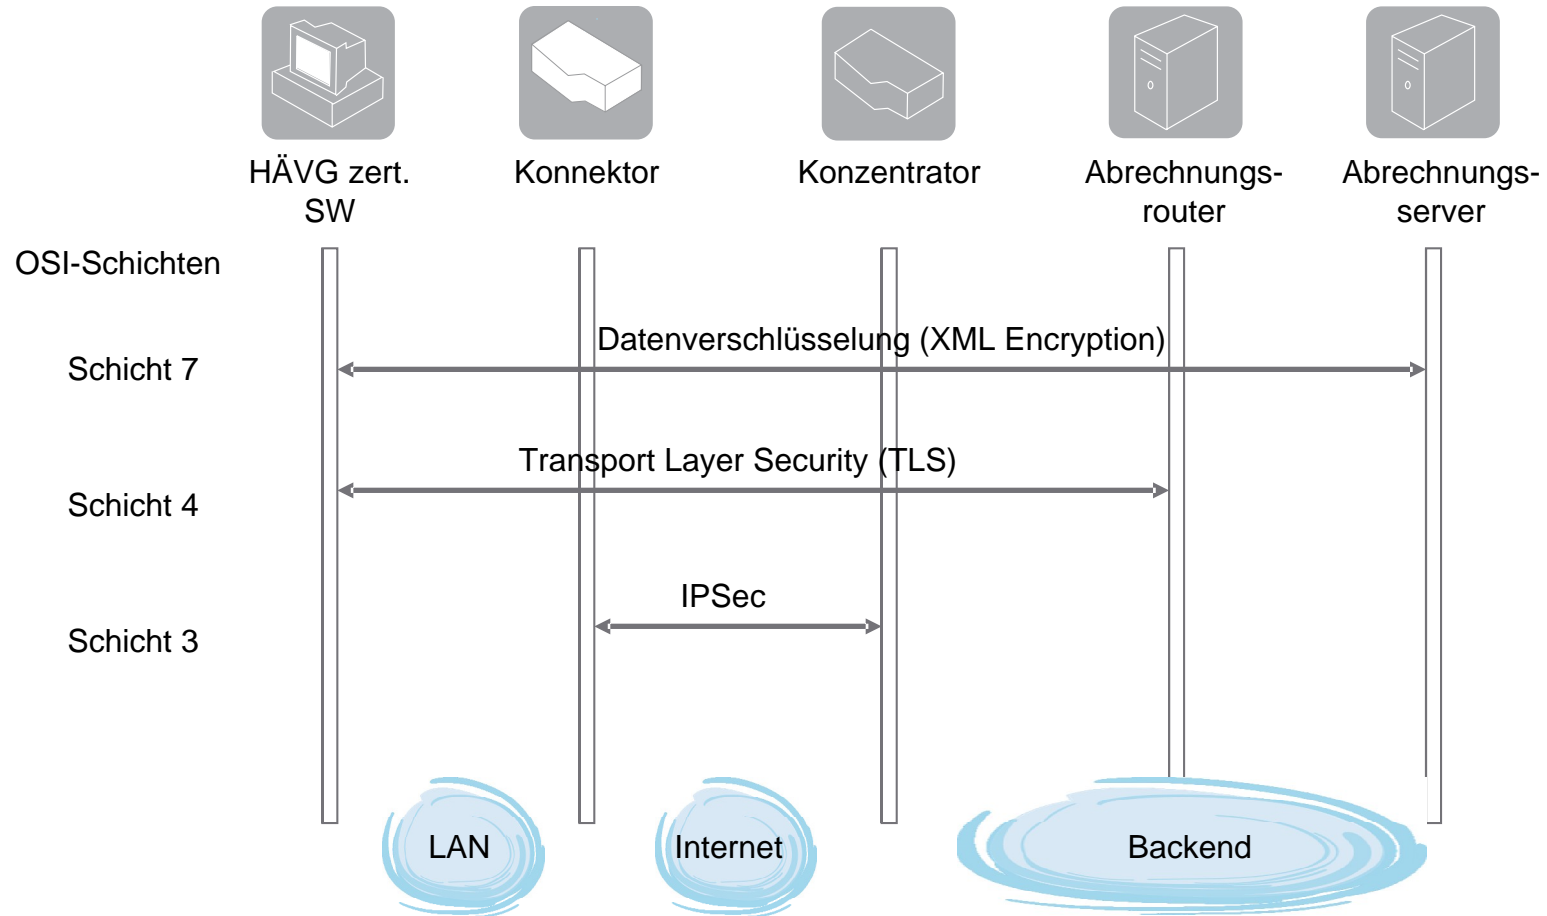 HÄVG zert.
SW
Konnektor
Konzentrator
Abrechnungs-
router
Abrechnungs-
server
OSI-Schichten
Datenverschlüsselung (XML Encryption)
Schicht 7
Transport Layer Security (TLS)
Schicht 4
IPSec
Schicht 3
LAN
Internet
Backend